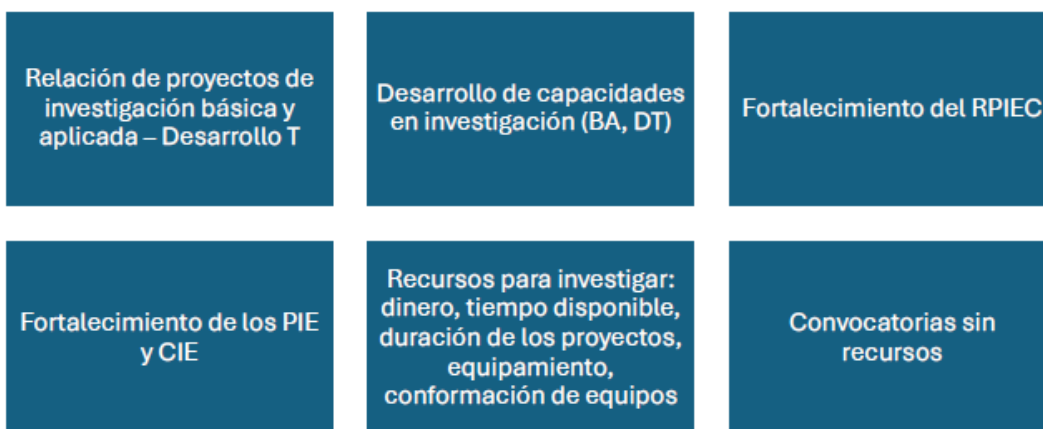 Relación de proyectos de
investigación básica y
aplicada – Desarrollo T
Desarrollo de capacidades
en investigación (BA, DT)
Fortalecimiento del RPIEC
Fortalecimiento de los PIE
y CIE
Recursos para investigar:
dinero, tiempo disponible,
duración de los proyectos,
equipamiento,
conformación de equipos
Convocatorias sin
recursos